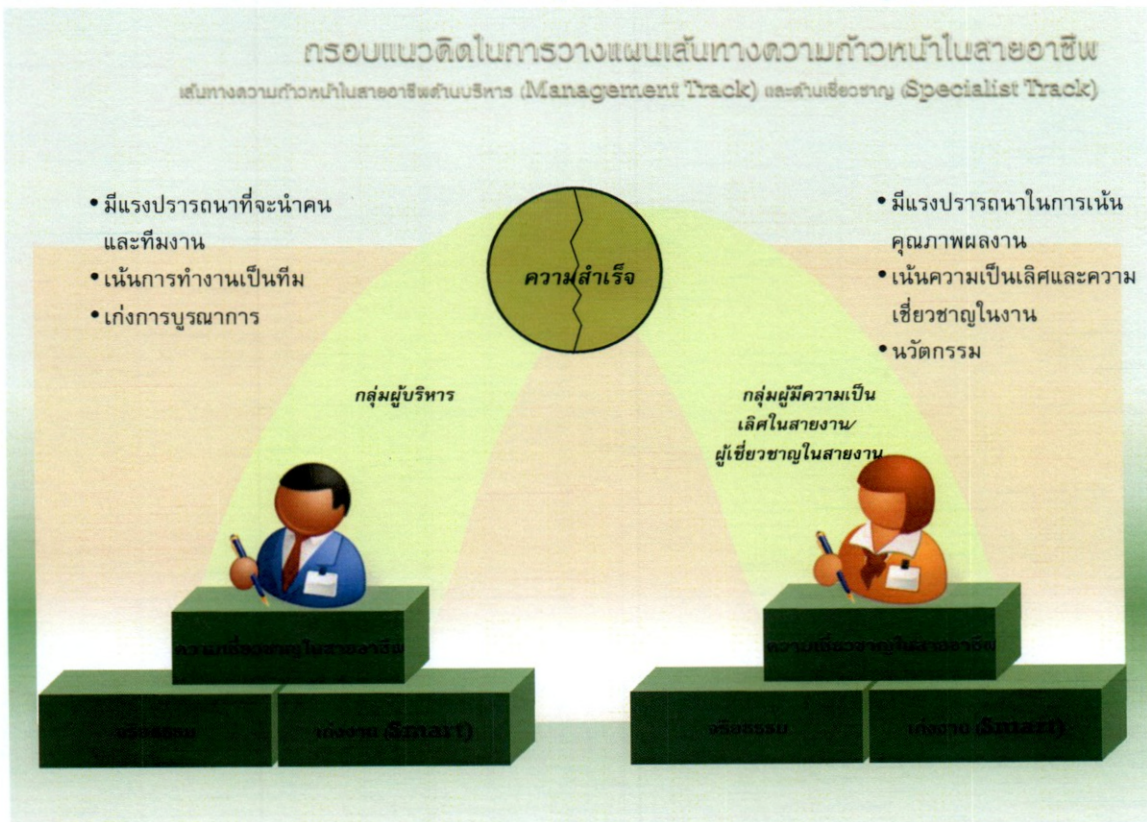 กรอบแนวคิดในการวางแผนเส้นทางความก้าวหน้าในสายอาชีพ
เส้นทางความก้าวหน้าในสายอาชีพด้านบริหาร (Management Track) และด้านเชี่ยวชาญ (Specialist Track)
• มีแรงปรารถนาที่จะนำคน
และทีมงาน
• เน้นการทำงานเป็นทีม
• เก่งการบูรณาการ
ความสำเร็จ
• มีแรงปรารถนาในการเน้น
คุณภาพผลงาน
• เน้นความเป็นเลิศและความ
เชี่ยวชาญในงาน
• นวัตกรรม
กลุ่มผู้บริหาร
กลุ่มผู้มีความเป็น
เลิศในสายงาน/
ผู้เชี่ยวชาญในสายงาน
ความเชี่ยวชาญในสายอาชีพ
จริยธรรม
เก่งงาน (Smart)
ความเชี่ยวชาญในสายอาชีพ
จริยธรรม
เก่งงาน (Smart)